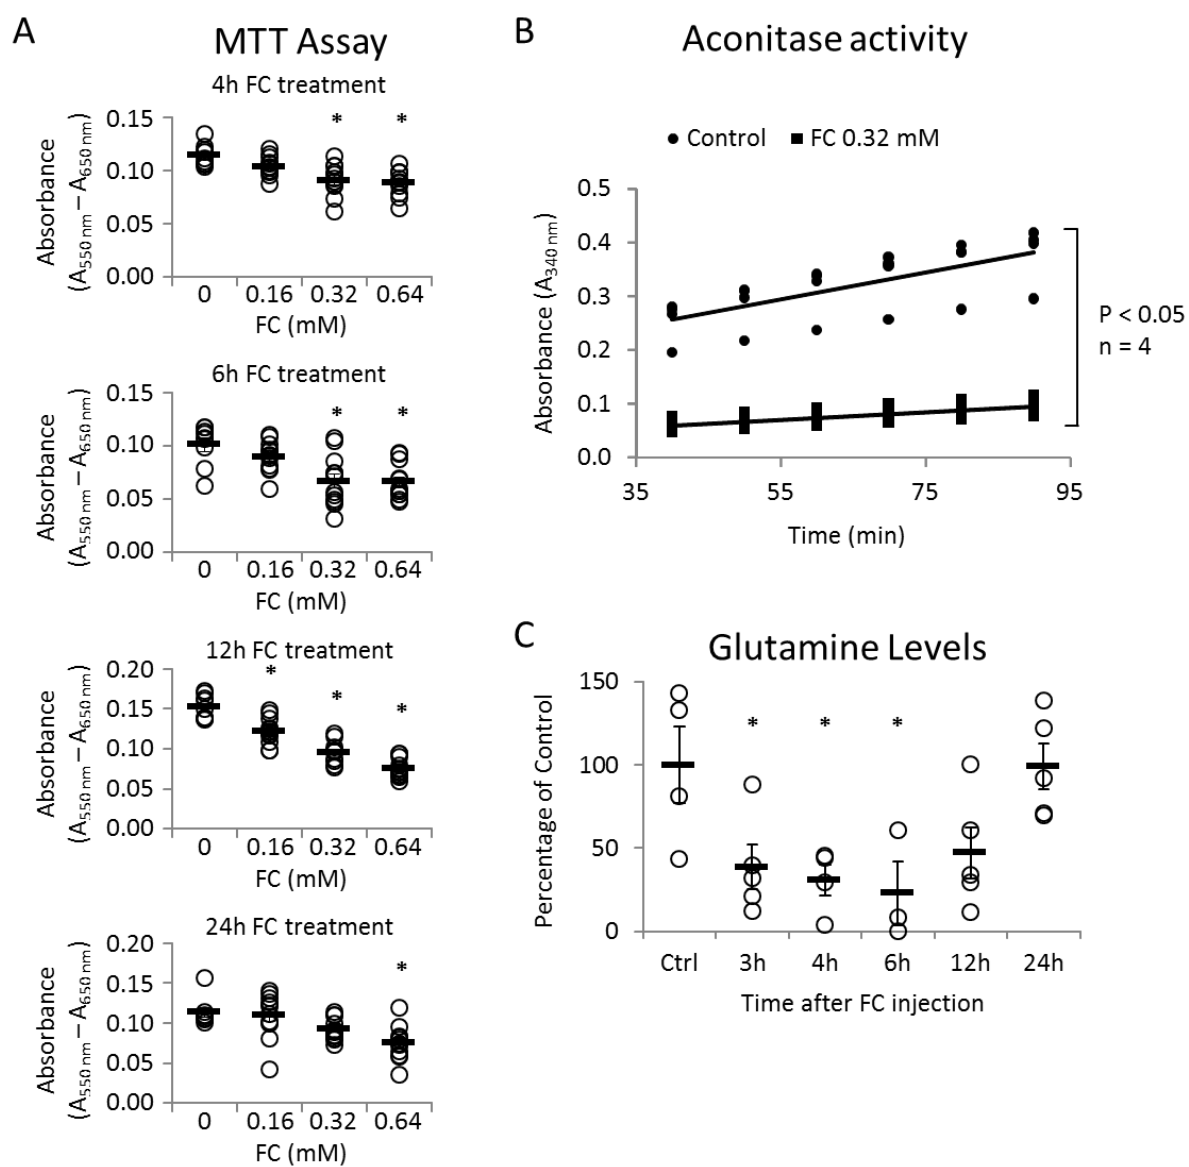 A
MTT Assay
4h FC treatment
Absorbance
(A550 nm – A650 nm)
0.15
0.10
0.05
0.00
* *
0 0.16 0.32 0.64
FC (mM)
6h FC treatment
Absorbance
(A550 nm – A650 nm)
0.15
0.10
0.05
0.00
* *
0 0.16 0.32 0.64
FC (mM)
12h FC treatment
Absorbance
(A550 nm – A650 nm)
0.20
0.15
0.10
0.05
0.00
* * *
0 0.16 0.32 0.64
FC (mM)
24h FC treatment
Absorbance
(A550 nm – A650 nm)
0.20
0.15
0.10
0.05
0.00
*
0 0.16 0.32 0.64
FC (mM)
B
Aconitase activity
Control FC 0.32 mM
Absorbance (A340 nm)
0.5
0.4
0.3
0.2
0.1
0.0
35 55 75 95
Time (min)
P < 0.05
n = 4
C
Glutamine Levels
Percentage of Control
150
100
50
0
* * *
Ctrl 3h 4h 6h 12h 24h
Time after FC injection